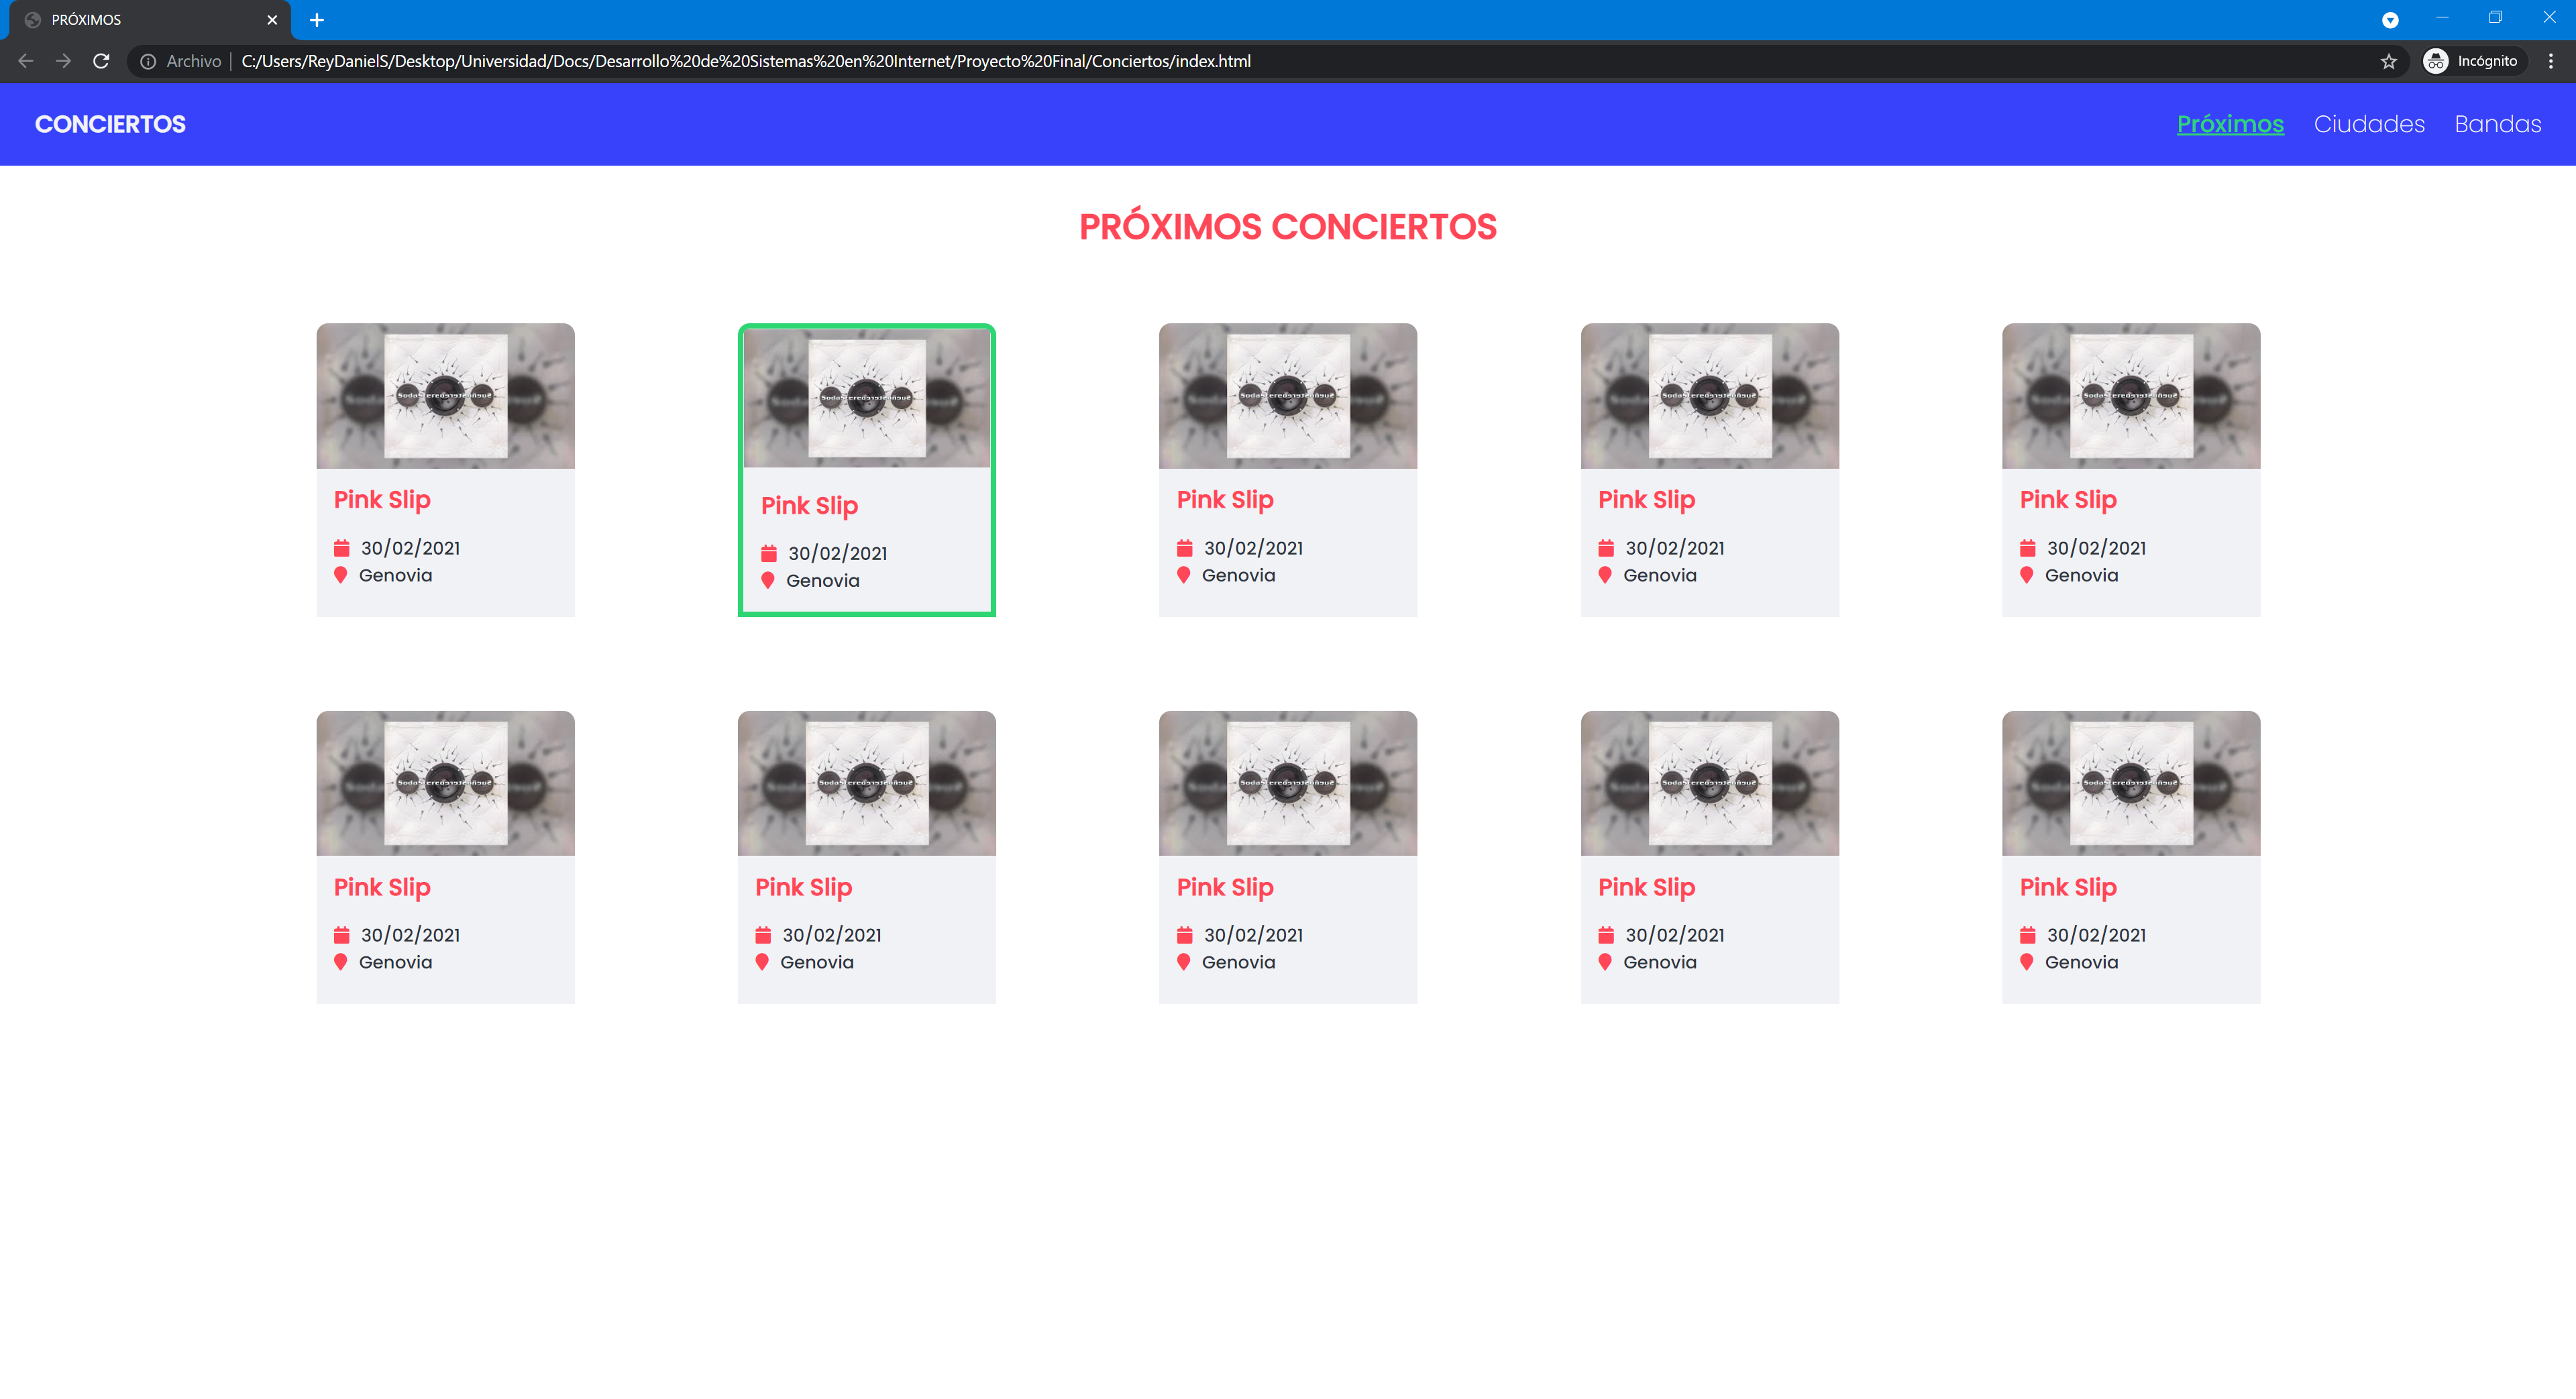 PRÓXIMOS
Archivo | C:/Users/ReyDanielS/Desktop/Universidad/Docs/Desarrollo%20de%20Sistemas%20en%20Internet/Proyecto%20Final/Conciertos/index.html Incógnito
CONCIERTOS Próximos Ciudades Bandas
PRÓXIMOS CONCIERTOS
Pink Slip Pink Slip Pink Slip Pink Slip Pink Slip
30/02/2021 30/02/2021 30/02/2021 30/02/2021 30/02/2021
Genovia Genovia Genovia Genovia Genovia
Pink Slip Pink Slip Pink Slip Pink Slip Pink Slip
30/02/2021 30/02/2021 30/02/2021 30/02/2021 30/02/2021
Genovia Genovia Genovia Genovia Genovia